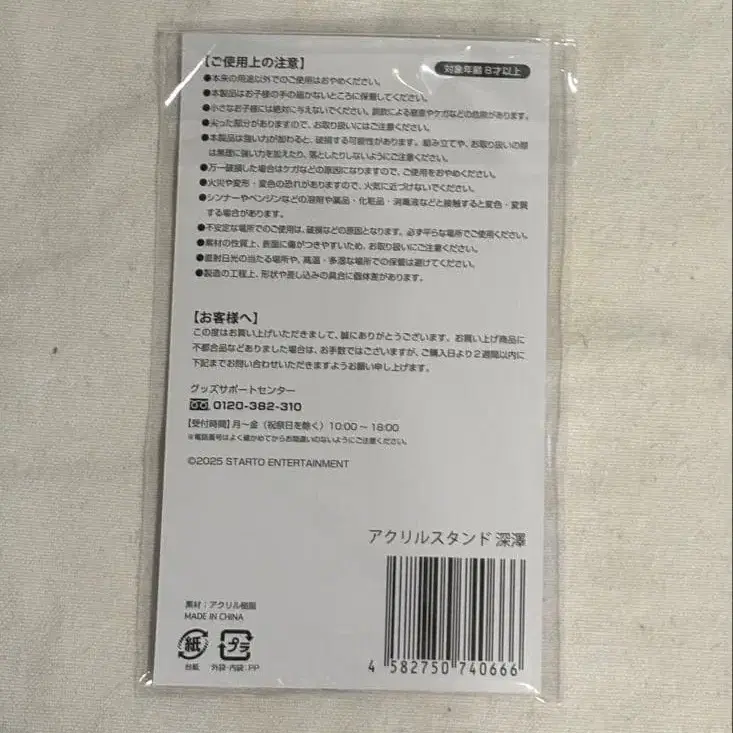 【ご使用上の注意】
対象年齢 8才以上
●本来の用途以外でのご使用はおやめください。
●本製品はお子様の手の届かないところに保管してください。
●小さなお子様には絶対に与えないでください。誤飲による窒息やケガなどの危険があります。
●尖った部分がありますので、お取り扱いにはご注意ください。
●本製品は強い力が加わると、破損する可能性があります。組み立てや、お取り扱いの際
は無理に強い力を加えたり、落としたりしないようにご注意ください。
●万一破損した場合はケガなどの原因になりますので、ご使用をおやめください。
●火災や変形・変色の恐れがありますので、火気に近づけないでください。
●シンナーやベンジンなどの溶剤や薬品・化粧品・消毒液などと接触すると変色・変質
する場合があります。
●不安定な場所でのご使用は、破損などの原因となります。必ず平らな場所でご使用ください。
●素材の性質上、表面に傷がつきやすいため、お取り扱いにご注意ください。
●直射日光の当たる場所や、高温・多湿な場所での保管は避けてください。
●製造の工程上、形状や差し込みの具合に個体差があります。
【お客様へ】
この度はお買い上げいただきまして、誠にありがとうございます。お買い上げ商品に
不都合品などありました場合は、お手数ではございますが、ご購入日より2週間以内に
下記までお問い合わせいただきますようお願い申し上げます。
グッズサポートセンター
0120-382-310
【受付時間】月～金（祝祭日を除く）10:00～18:00
※電話番号はよく確かめてからお間違いのないようにご注意ください。
©2025 STARTO ENTERTAINMENT
アクリルスタンド 深澤
素材：アクリル樹脂
MADE IN CHINA
紙
プラ
台紙
外袋・内袋：PP
4 582750 740666